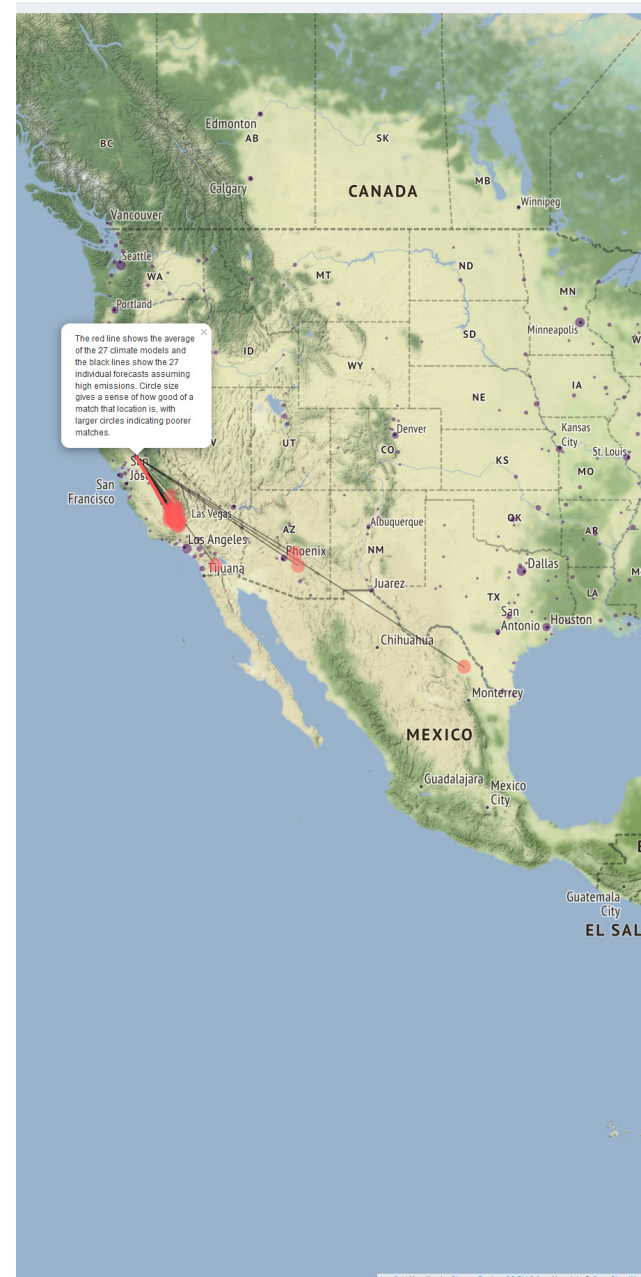 Edmonton
AB
SK
BC
CANADA
Calgary
MB
Winnipeg
Vancouver
Seattle
WA
MT
ND
MN
Portland
Minneapolis
SD
ID
WY
IA
The red line shows the average
of the 27 climate models and
the black lines show the 27
individual forecasts assuming
high emissions. Circle size
gives a sense of how good of a
match that location is, with
larger circles indicating poorer
matches.
×
NE
Denver
Kansas
City
UT
CO
St. Louis
KS
MO
San
Jose
San
Francisco
Las Vegas
AZ
Albuquerque
OK
AR
Los Angeles
Phoenix
NM
Dallas
Tijuana
Juarez
TX
LA
San
Antonio
Houston
Chihuahua
Monterrey
MEXICO
Guadalajara
Mexico
City
Guatemala
City
EL SAL